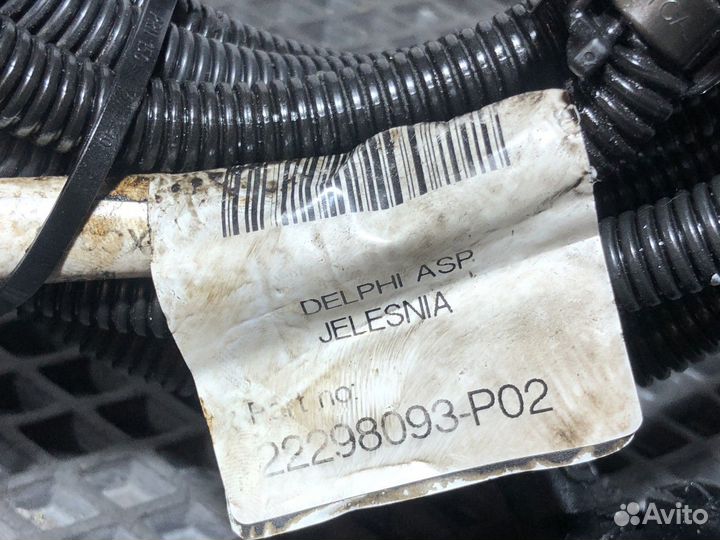 DELPHI ASP.
JELESNIA
Part no:
22298093-P02
Avito